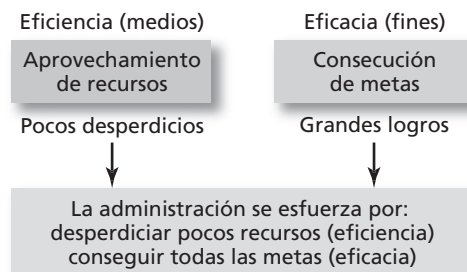 Eficiencia (medios)
Aprovechamiento
de recursos
Pocos desperdicios
Eficacia (fines)
Consecución
de metas
Grandes logros
La administración se esfuerza por:
desperdiciar pocos recursos (eficiencia)
conseguir todas las metas (eficacia)